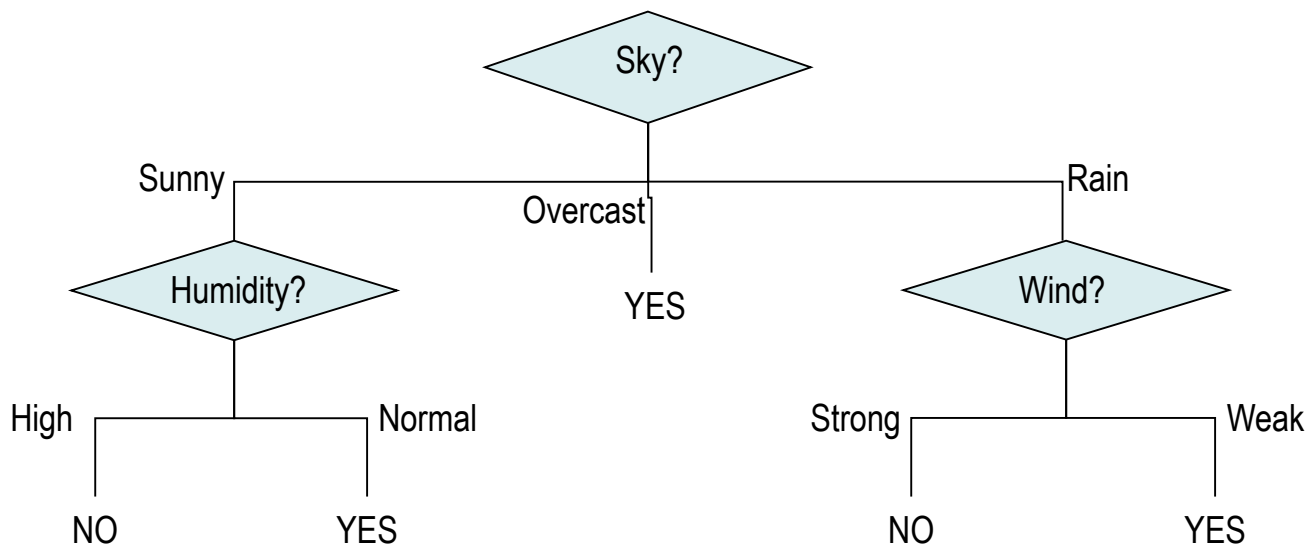 Sky?
Sunny
Rain
Overcast
Humidity?
YES
Wind?
High
Normal
Strong
Weak
NO
YES
NO
YES